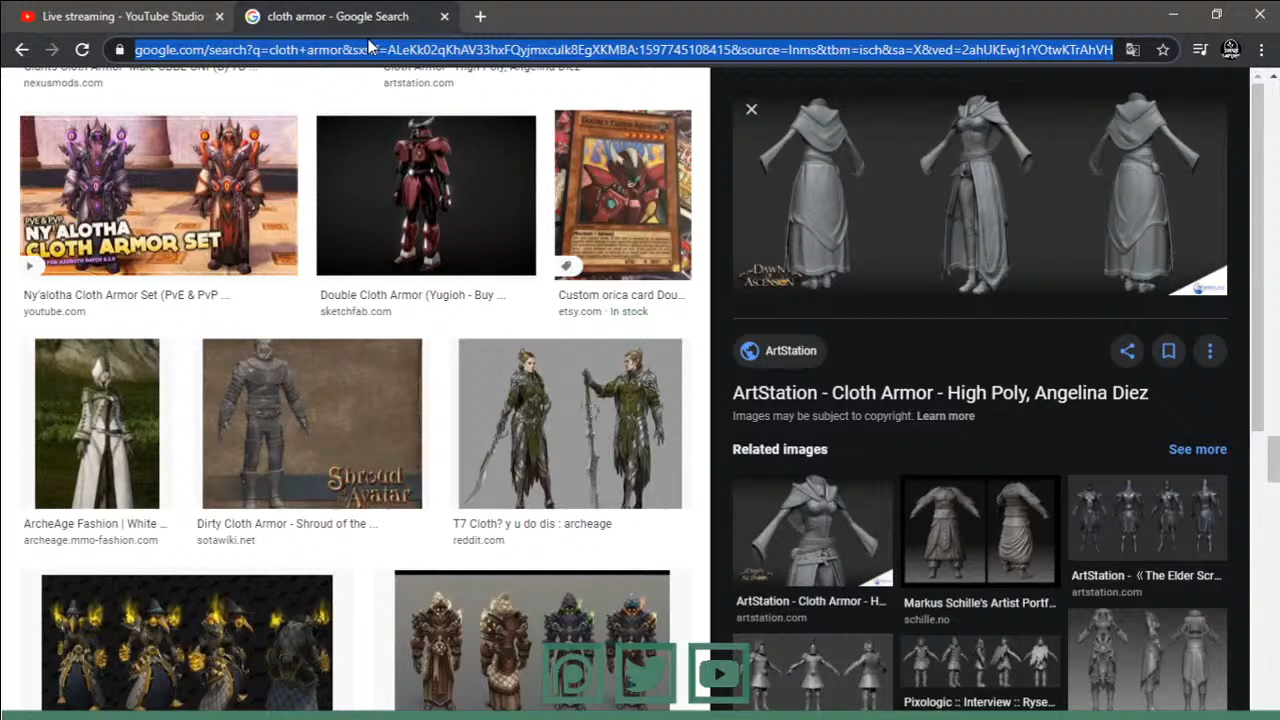 Live streaming - YouTube Studio
cloth armor - Google Search
google.com/search?q=cloth+armor&sxsrf=ALeKk02qKhAV33hxFQyjmxculk8EgXKMBA:1597745108415&source=lnms&tbm=isch&sa=X&ved=2ahUKEwj1rYOtwKTrAhVH
nexusmods.com
artstation.com
PVE & PVP
NY'ALOTHA
CLOTH ARMOR SET
Ny'alotha Cloth Armor Set (PvE & PvP ...
youtube.com
Double Cloth Armor (Yugioh - Buy ...
sketchfab.com
Custom orica card Dou...
etsy.com · In stock
SHROUD
OF THE
AVATAR
ArcheAge Fashion | White ...
archeage.mmo-fashion.com
Dirty Cloth Armor - Shroud of the ...
sotawiki.net
T7 Cloth? y u do dis : archeage
reddit.com
DAWN OF
ASCENSION
ArtStation
ArtStation - Cloth Armor - High Poly, Angelina Diez
Images may be subject to copyright. Learn more
Related images
See more
ArtStation - Cloth Armor - H...
artstation.com
Markus Schille's Artist Portf...
schille.no
ArtStation - 《The Elder Scr...
artstation.com
Pixologic :: Interview :: Ryse...